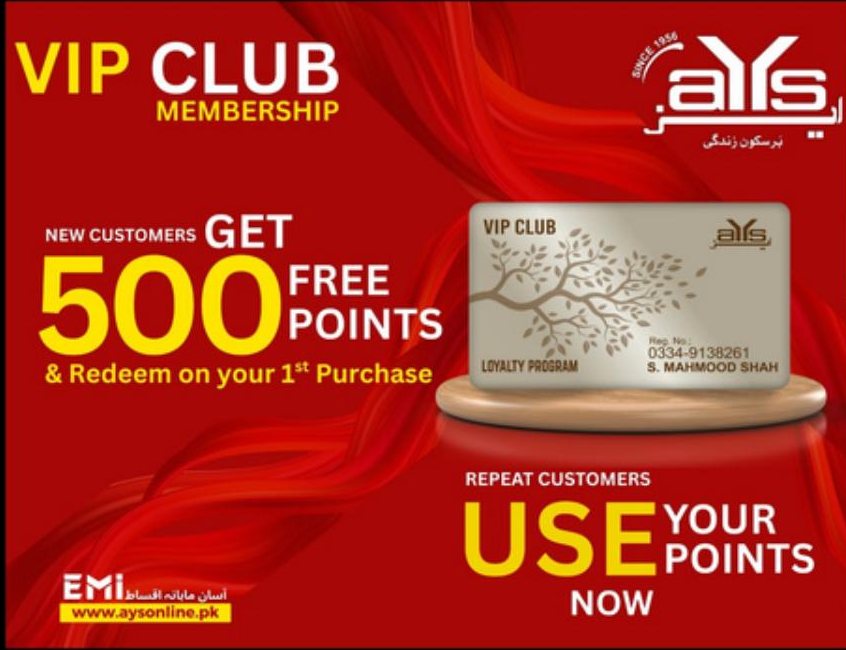 VIP CLUB
MEMBERSHIP
SINCE 1956
aYs
ایز
پرسکون زندگی
NEW CUSTOMERS GET
500 FREE
POINTS
& Redeem on your 1st Purchase
VIP CLUB
aYs
ایز
LOYALTY PROGRAM
Reg. No.:
0334-9138261
S. MAHMOOD SHAH
REPEAT CUSTOMERS
USE YOUR
POINTS
NOW
EMI آسان ماہانہ اقساط
www.aysonline.pk